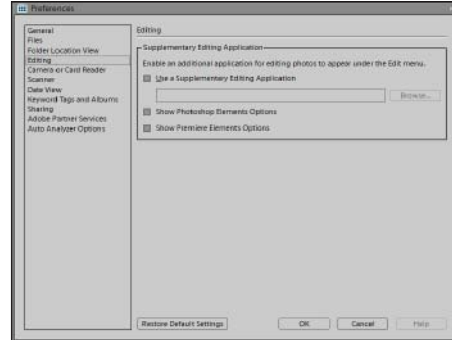 Preferences
General
Files
Folder Location View
Editing
Camera or Card Reader
Scanner
Date View
Keyword Tags and Albums
Sharing
Adobe Partner Services
Auto Analyzer Options
Editing
Supplementary Editing Application
Enable an additional application for editing photos to appear under the Edit menu.
Use a Supplementary Editing Application
Browse...
Show Photoshop Elements Options
Show Premiere Elements Options
Restore Default Settings
OK
Cancel
Help